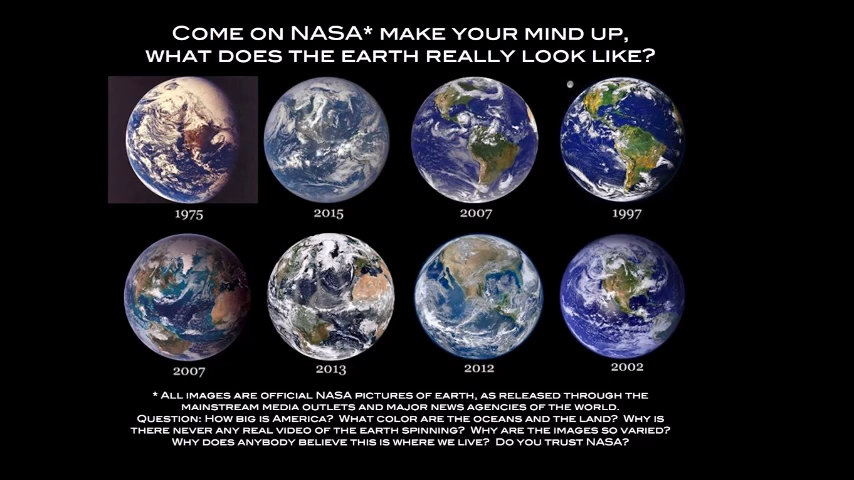 Come on NASA* make your mind up,
what does the earth really look like?
1975
2015
2007
1997
2007
2013
2012
2002
* All images are official NASA pictures of earth, as released through the
mainstream media outlets and major news agencies of the world.
Question: How big is America? What color are the oceans and the land? Why is
there never any real video of the earth spinning? Why are the images so varied?
Why does anybody believe this is where we live? Do you trust NASA?